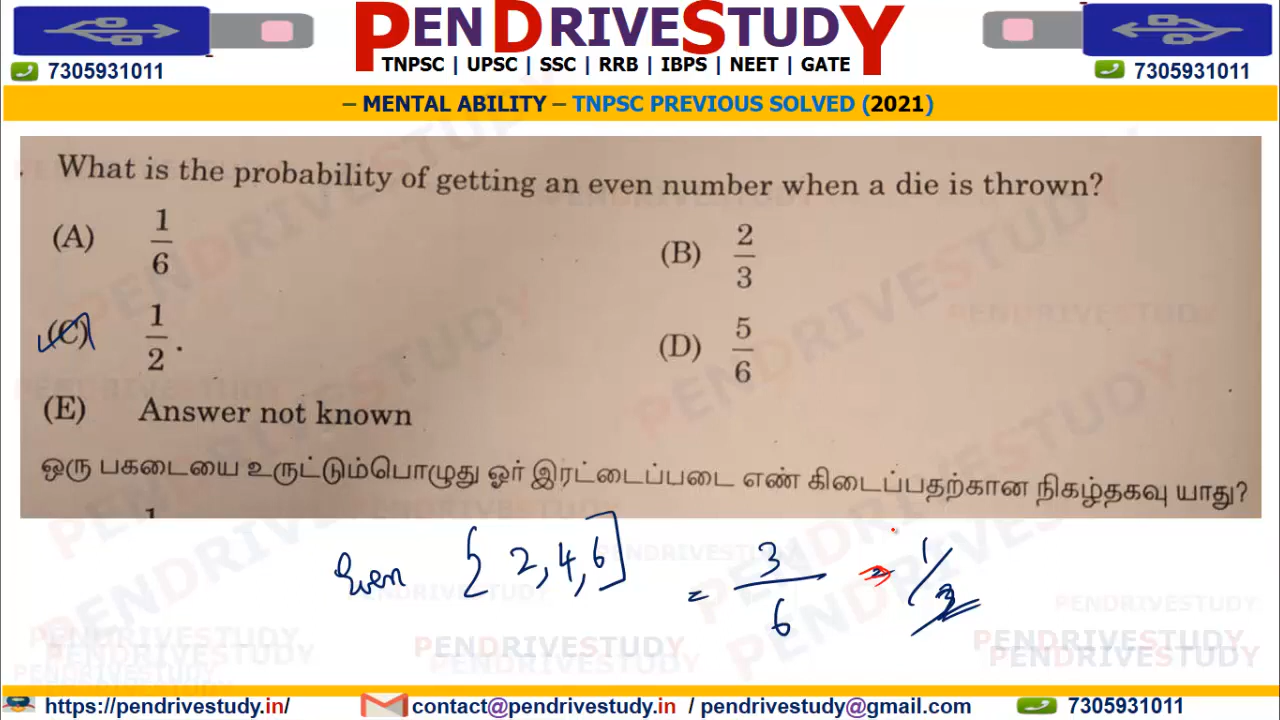 PENDRIVESTUDY
TNPSC | UPSC | SSC | RRB | IBPS | NEET | GATE
7305931011
7305931011
– MENTAL ABILITY – TNPSC PREVIOUS SOLVED (2021)
What is the probability of getting an even number when a die is thrown?
(A) 1/6
(B) 2/3
(C) 1/2 .
(D) 5/6
(E) Answer not known
ஒரு பகடையை உருட்டும்பொழுது ஓர் இரட்டைப்படை எண் கிடைப்பதற்கான நிகழ்தகவு யாது?
Even { 2, 4, 6 ] = 3/6 = 1/2
https://pendrivestudy.in/ contact@pendrivestudy.in / pendrivestudy@gmail.com 7305931011